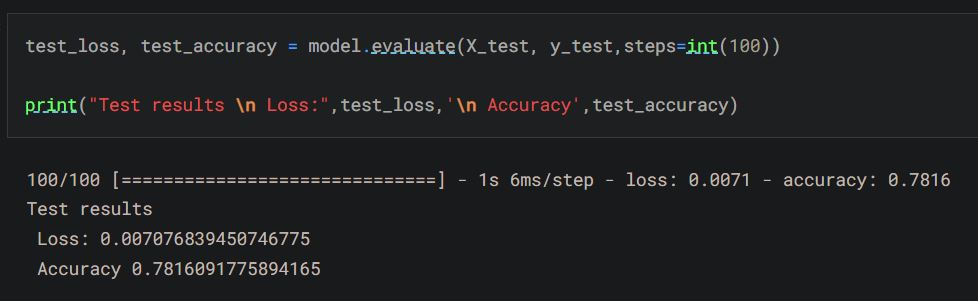 test_loss, test_accuracy = model.evaluate(X_test, y_test,steps=int(100))
print("Test results \n Loss:",test_loss,'\n Accuracy',test_accuracy)
100/100 [==============================] - 1s 6ms/step - loss: 0.0071 - accuracy: 0.7816
Test results
Loss: 0.007076839450746775
Accuracy 0.7816091775894165